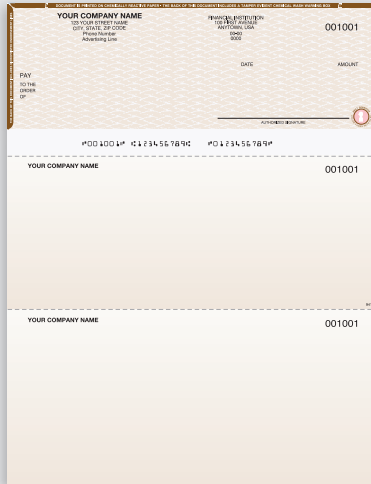 DOCUMENT IS PRINTED ON CHEMICALLY REACTIVE PAPER • THE BACK OF THIS DOCUMENT INCLUDES A TAMPER EVIDENT CHEMICAL WASH WARNING BOX
YOUR COMPANY NAME
123 YOUR STREET NAME
CITY, STATE, ZIP CODE
Phone Number
Advertising Line
FINANCIAL INSTITUTION
100 FIRST AVENUE
ANYTOWN, USA
00-00
0000
001001
DATE
AMOUNT
PAY
TO THE
ORDER
OF
AUTHORIZED SIGNATURE
⑈001001⑈ ⑆123456789⑆ ⑈0123456789⑈
YOUR COMPANY NAME
001001
YOUR COMPANY NAME
001001